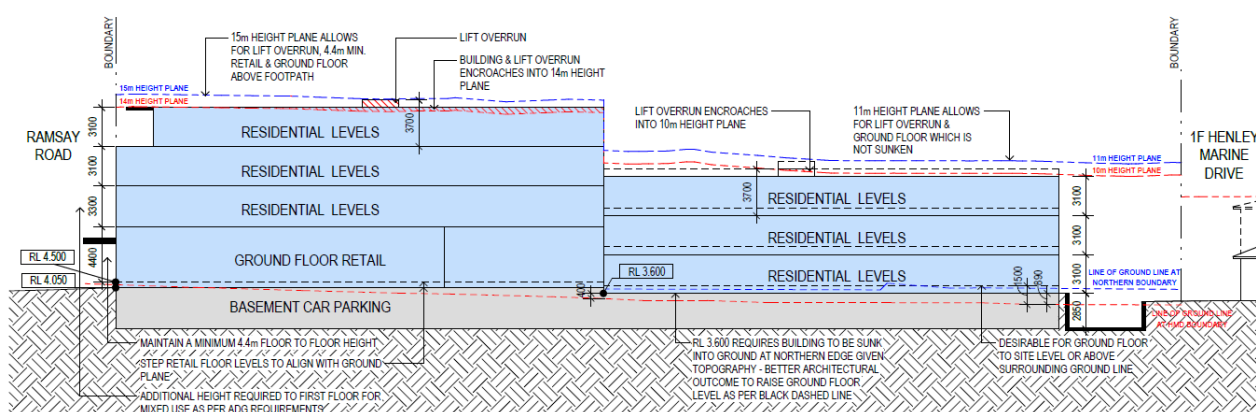 BOUNDARY
15m HEIGHT PLANE ALLOWS
FOR LIFT OVERRUN, 4.4m MIN.
RETAIL & GROUND FLOOR
ABOVE FOOTPATH
LIFT OVERRUN
BUILDING & LIFT OVERRUN
ENCROACHES INTO 14m HEIGHT
PLANE
15m HEIGHT PLANE
14m HEIGHT PLANE
LIFT OVERRUN ENCROACHES
INTO 10m HEIGHT PLANE
11m HEIGHT PLANE ALLOWS
FOR LIFT OVERRUN &
GROUND FLOOR WHICH IS
NOT SUNKEN
BOUNDARY
RAMSAY
ROAD
1F HENLEY
MARINE
DRIVE
11m HEIGHT PLANE
10m HEIGHT PLANE
3100
RESIDENTIAL LEVELS
3700
3100
RESIDENTIAL LEVELS
3300
RESIDENTIAL LEVELS
4400
GROUND FLOOR RETAIL
RL 4.500
RL 4.050
BASEMENT CAR PARKING
3700
RESIDENTIAL LEVELS
3100
RESIDENTIAL LEVELS
3100
RESIDENTIAL LEVELS
3100
RL 3.600
400
1500
890
2850
LINE OF GROUND LINE AT
NORTHERN BOUNDARY
LINE OF GROUND LINE
AT HMD BOUNDARY
MAINTAIN A MINIMUM 4.4m FLOOR TO FLOOR HEIGHT
STEP RETAIL FLOOR LEVELS TO ALIGN WITH GROUND
PLANE
ADDITIONAL HEIGHT REQUIRED TO FIRST FLOOR FOR
MIXED USE AS PER ADG REQUIREMENTS
RL 3.600 REQUIRES BUILDING TO BE SUNK
INTO GROUND AT NORTHERN EDGE GIVEN
TOPOGRAPHY - BETTER ARCHITECTURAL
OUTCOME TO RAISE GROUND FLOOR
LEVEL AS PER BLACK DASHED LINE
DESIRABLE FOR GROUND FLOOR
TO SITE LEVEL OR ABOVE
SURROUNDING GROUND LINE